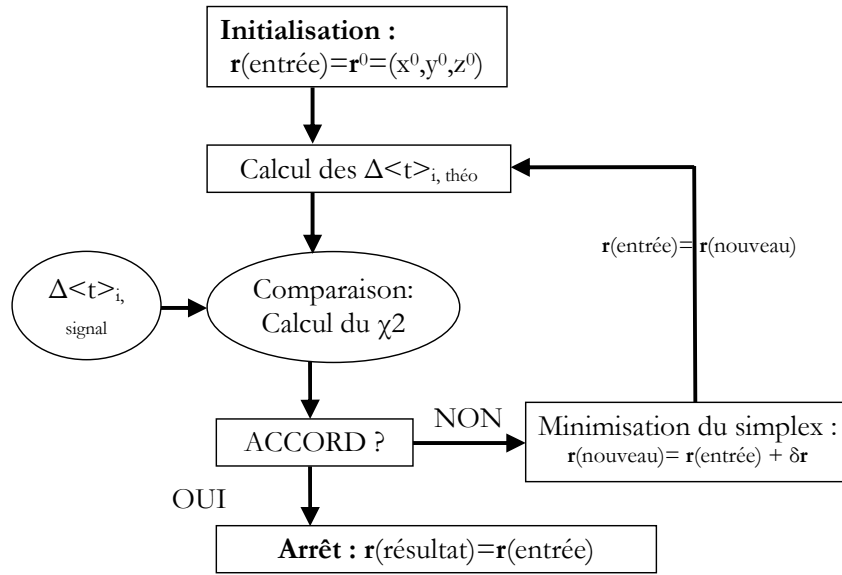 Initialisation :
r(entrée)=r⁰=(x⁰,y⁰,z⁰)
Calcul des Δ<t>i, théo
r(entrée)= r(nouveau)
Δ<t>i,
signal
Comparaison:
Calcul du χ2
ACCORD ?
NON
Minimisation du simplex :
r(nouveau)= r(entrée) + δr
OUI
Arrêt : r(résultat)=r(entrée)